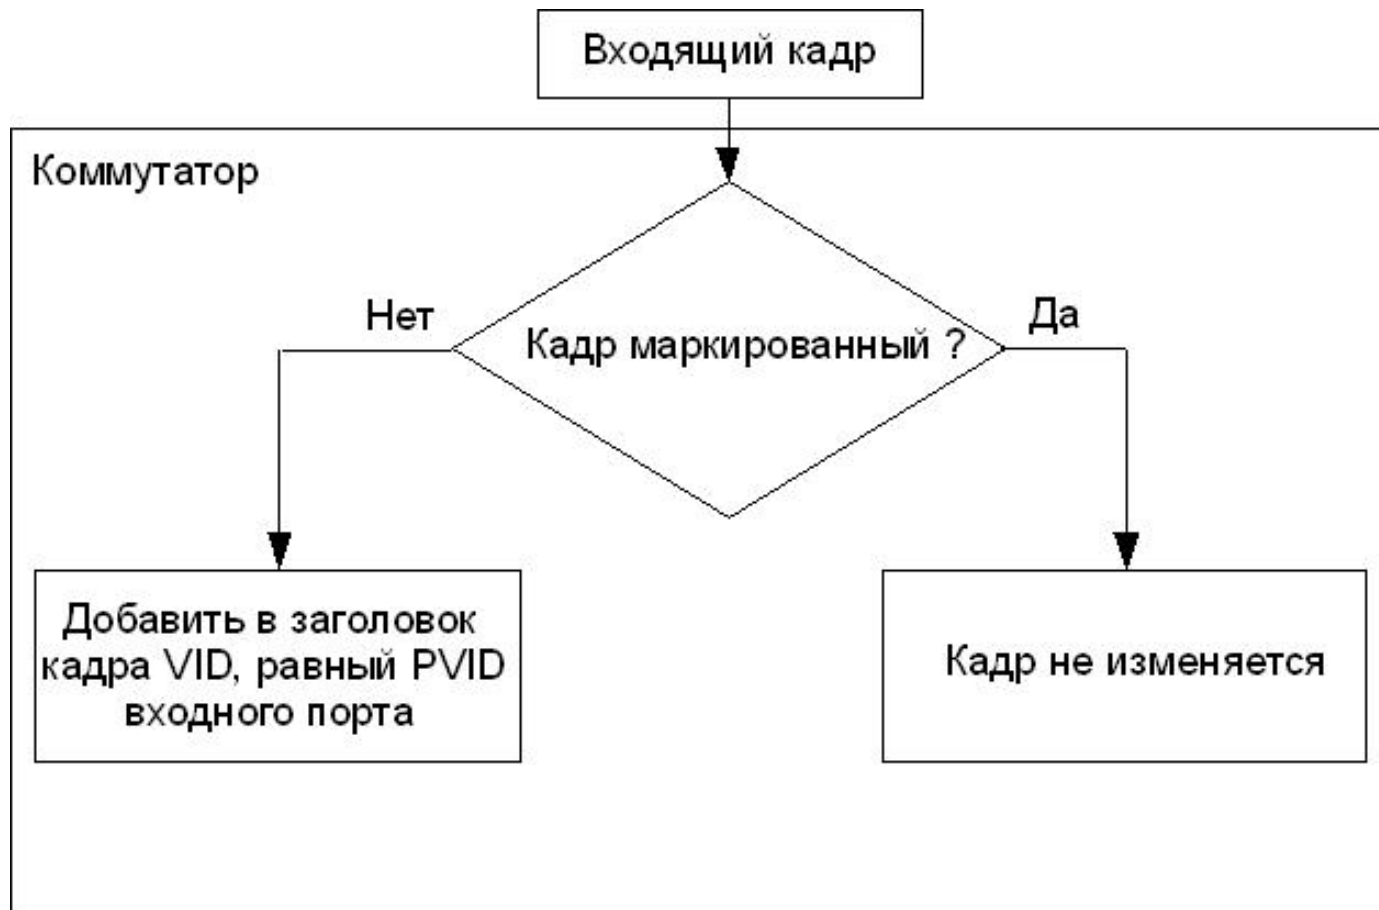 Входящий кадр
Коммутатор
Нет
Да
Кадр маркированный ?
Добавить в заголовок
кадра VID, равный PVID
входного порта
Кадр не изменяется